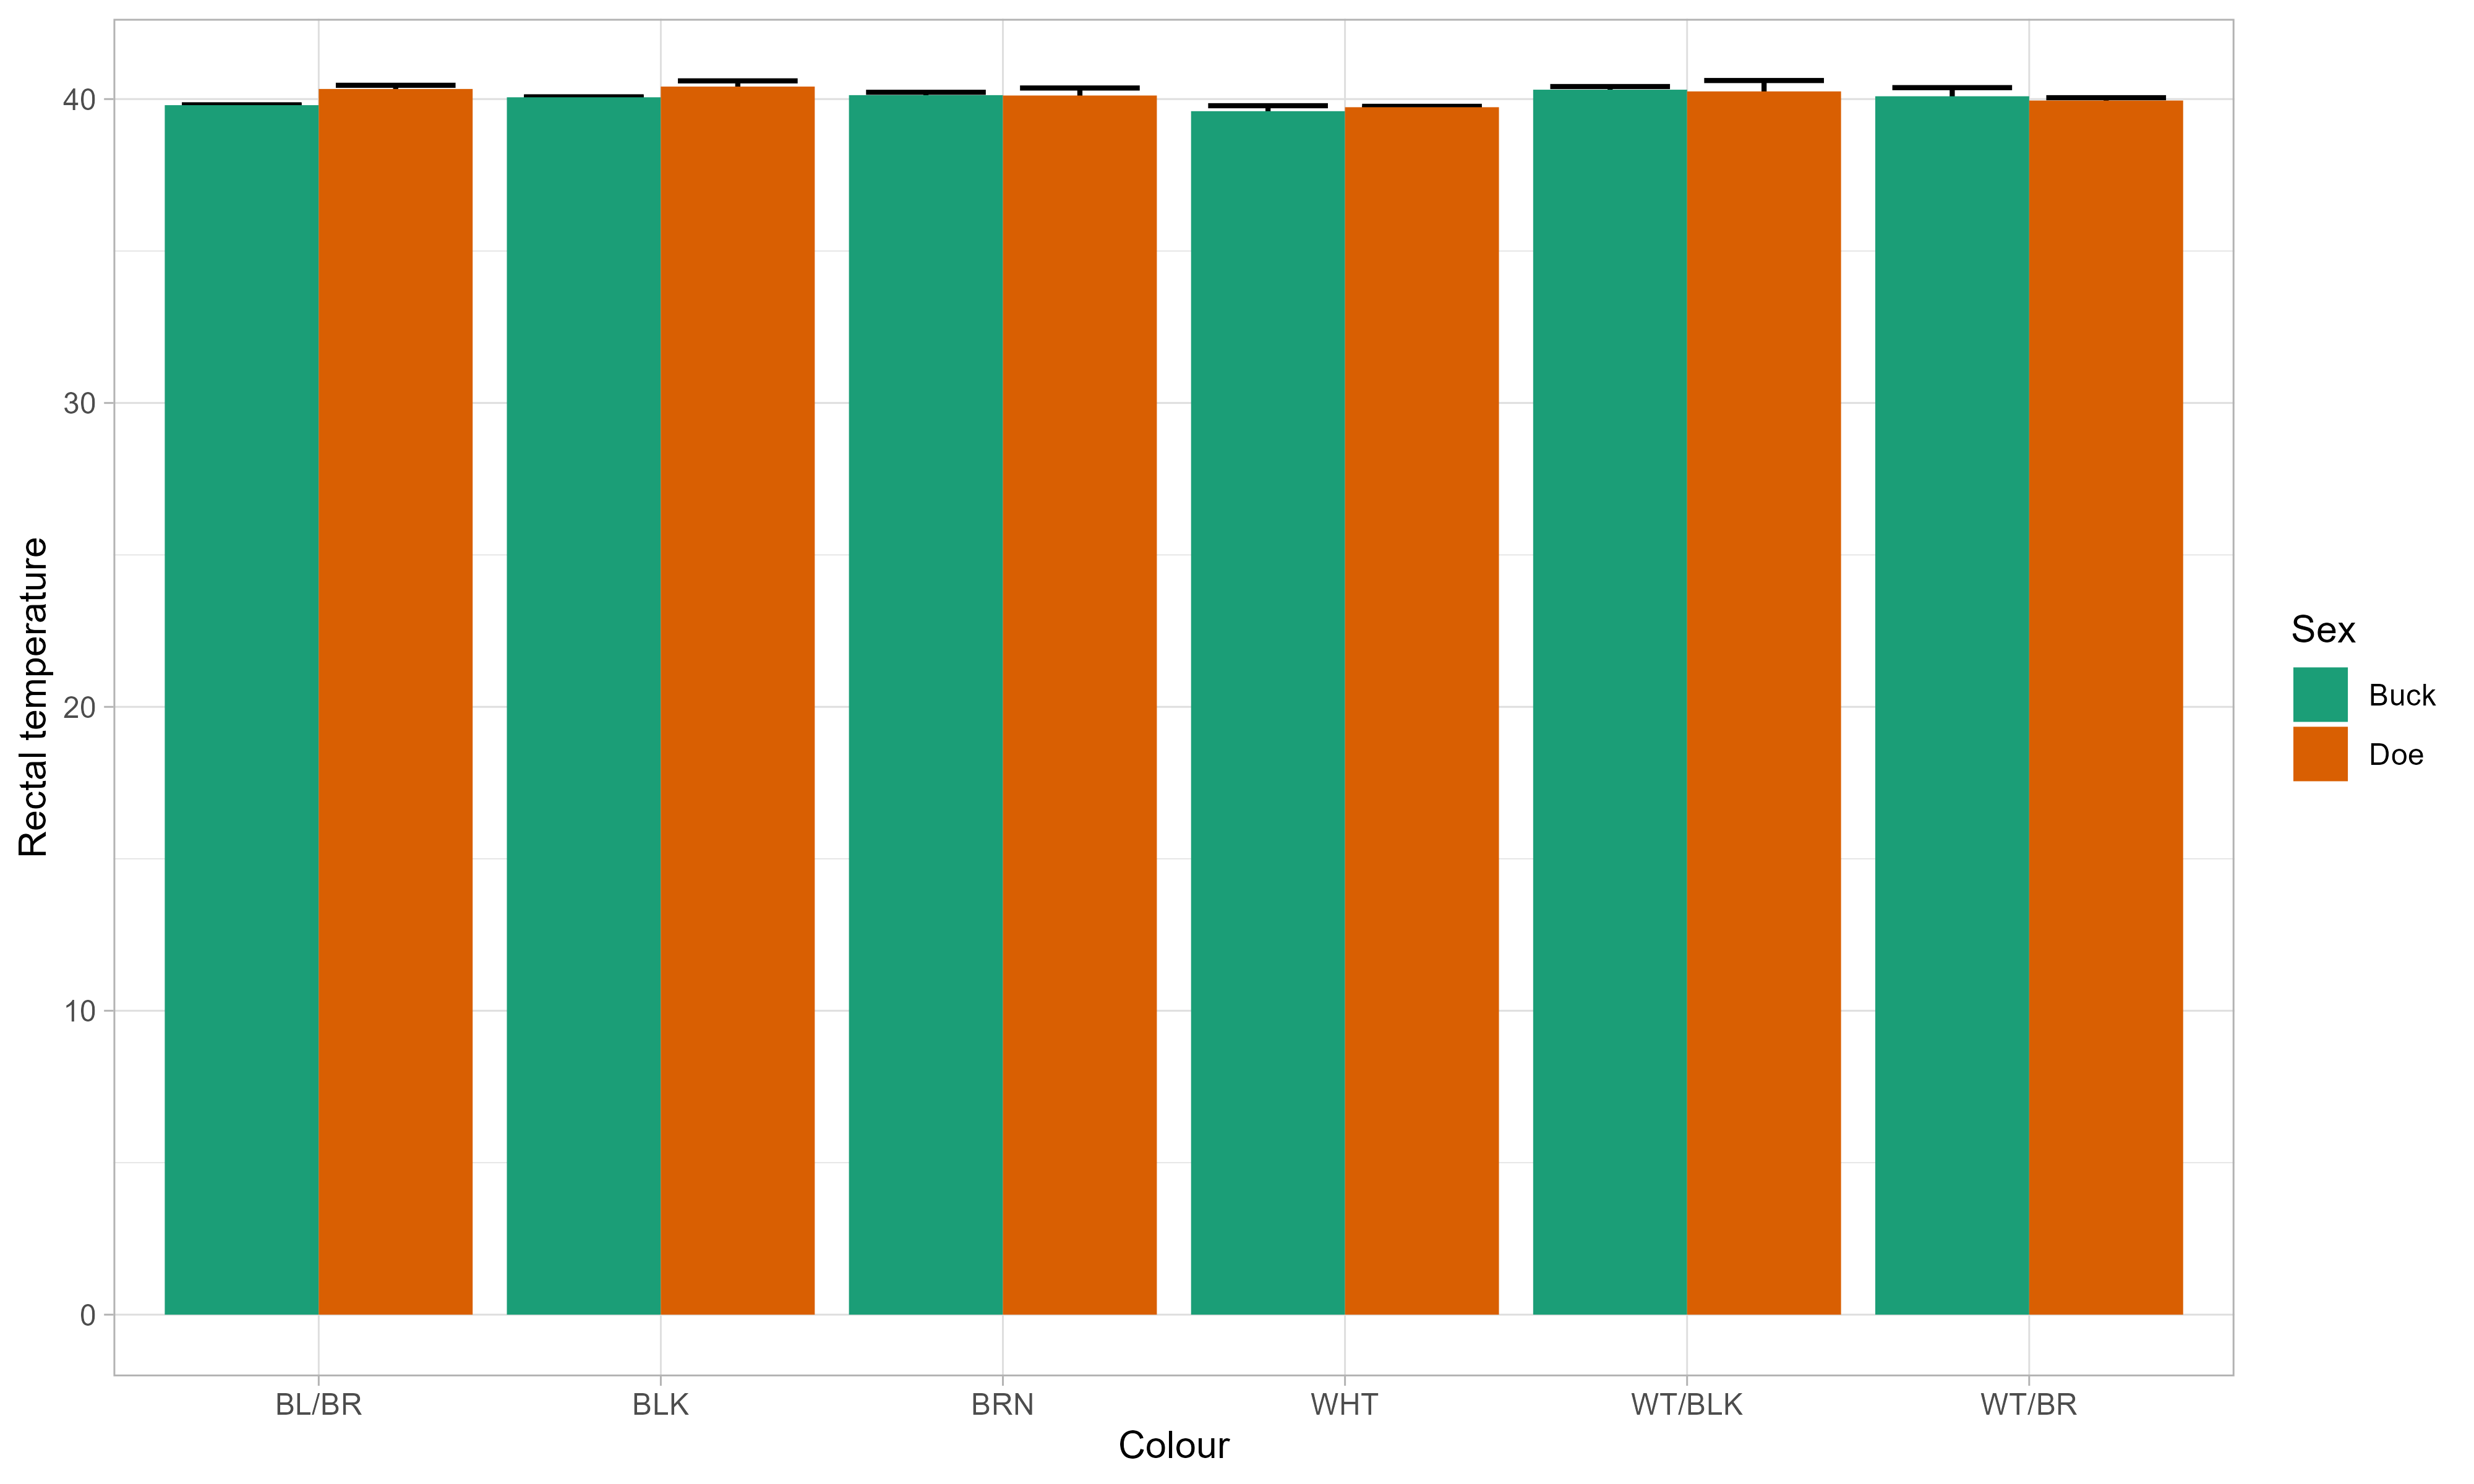 40
30
20
10
0
Rectal temperature
BL/BR
BLK
BRN
WHT
WT/BLK
WT/BR
Colour
Sex
Buck
Doe